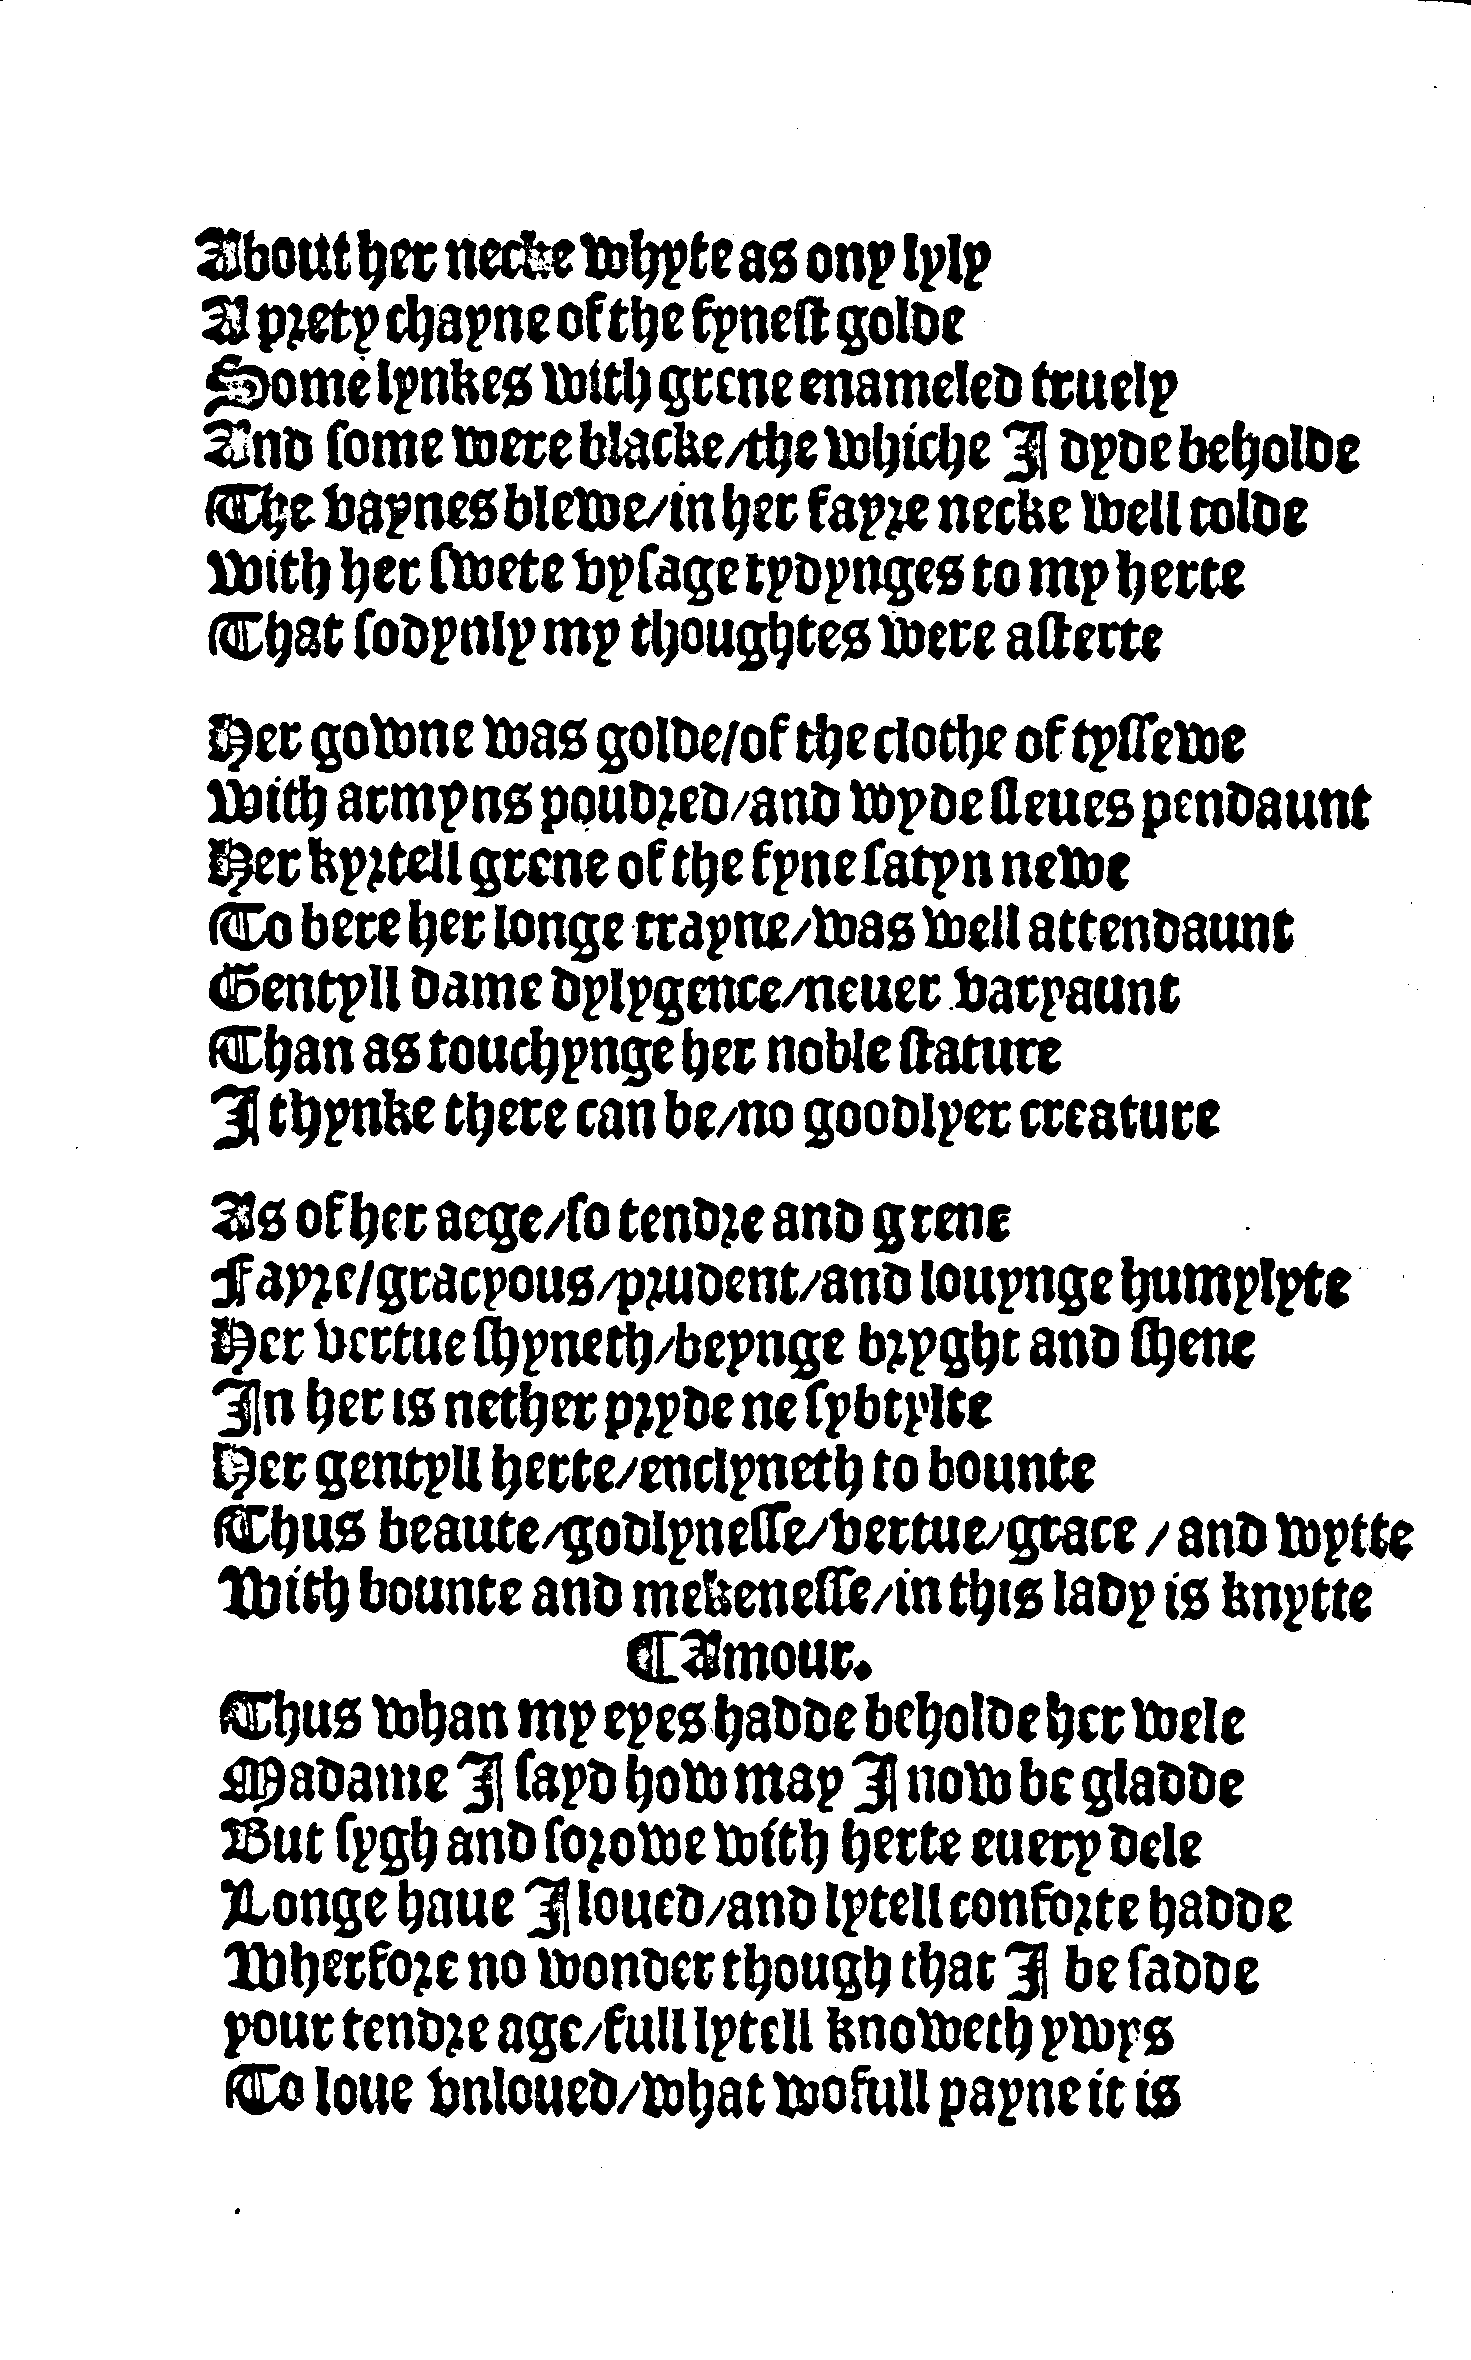 About her necke whyte as ony lyly
A prety chayne of the fyneſt golde
Some lynkes with grene enameled truely
And ſome were blacke/the whiche I dyde beholde
The vaynes blewe/in her fayre necke well tolde
With her ſwete vyſage tydynges to my herte
That ſodynly my thoughtes were aſterte
Her gowne was golde/of the clothe of tyſſewe
With armyns poudred/and wyde ſleues pendaunt
Her kyrtell grene of the fyne ſatyn newe
To bere her longe trayne/was well attendaunt
Gentyll dame dylygence/neuer varyaunt
Than as touchynge her noble ſtature
I thynke there can be/no goodlyer creature
As of her aege/ſo tendre and grene
Fayre/gracyous/prudent/and louynge humylyte
Her vertue ſhyneth/beynge bryght and ſhene
In her is nether pryde ne ſybtylte
Her gentyll herte/enclyneth to bounte
Thus beaute/godlyneſſe/vertue/grace / and wytte
With bounte and mekeneſſe/in this lady is knytte
¶ Amour.
Thus whan my eyes hadde beholde her wele
Madame I ſayd how may I now be gladde
But ſygh and ſorowe with herte euery dele
Longe haue I loued/and lytell conforte hadde
Wherfore no wonder though that I be ſadde
your tendre age/full lytell knoweth ywys
To loue vnloued/what wofull payne it is